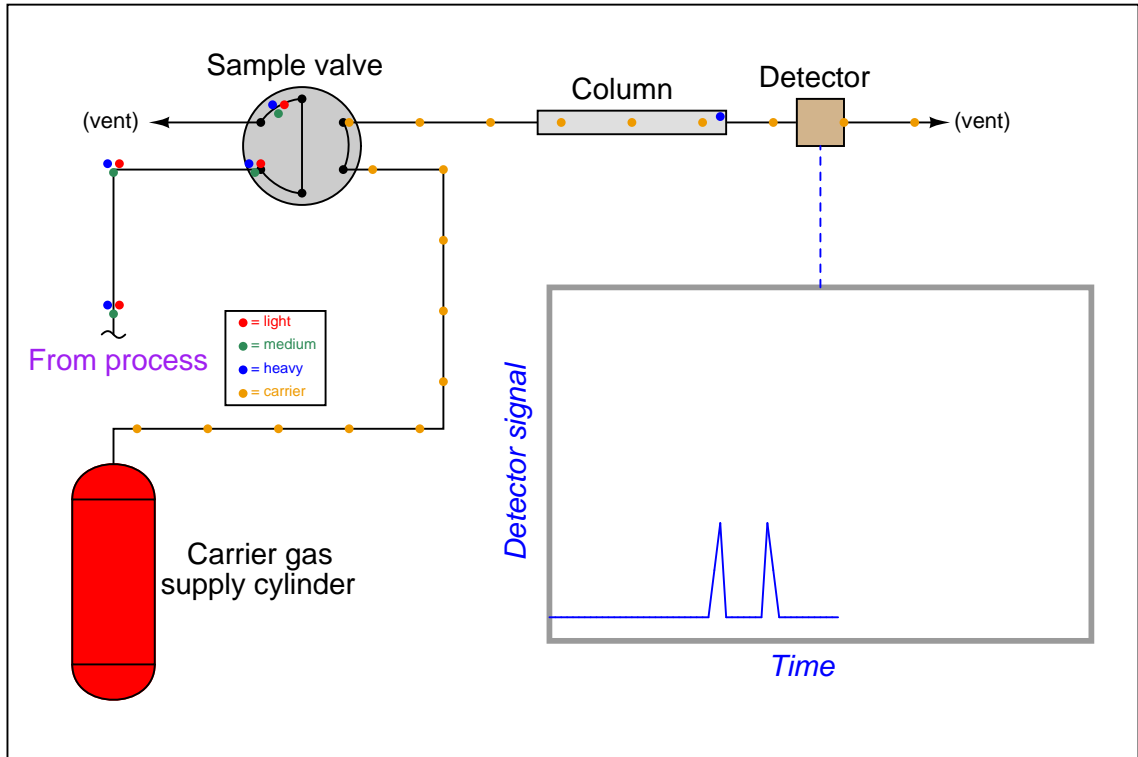 Sample valve
Column
Detector
(vent)
(vent)
= light
= medium
= heavy
= carrier
From process
Detector signal
Carrier gas
supply cylinder
Time